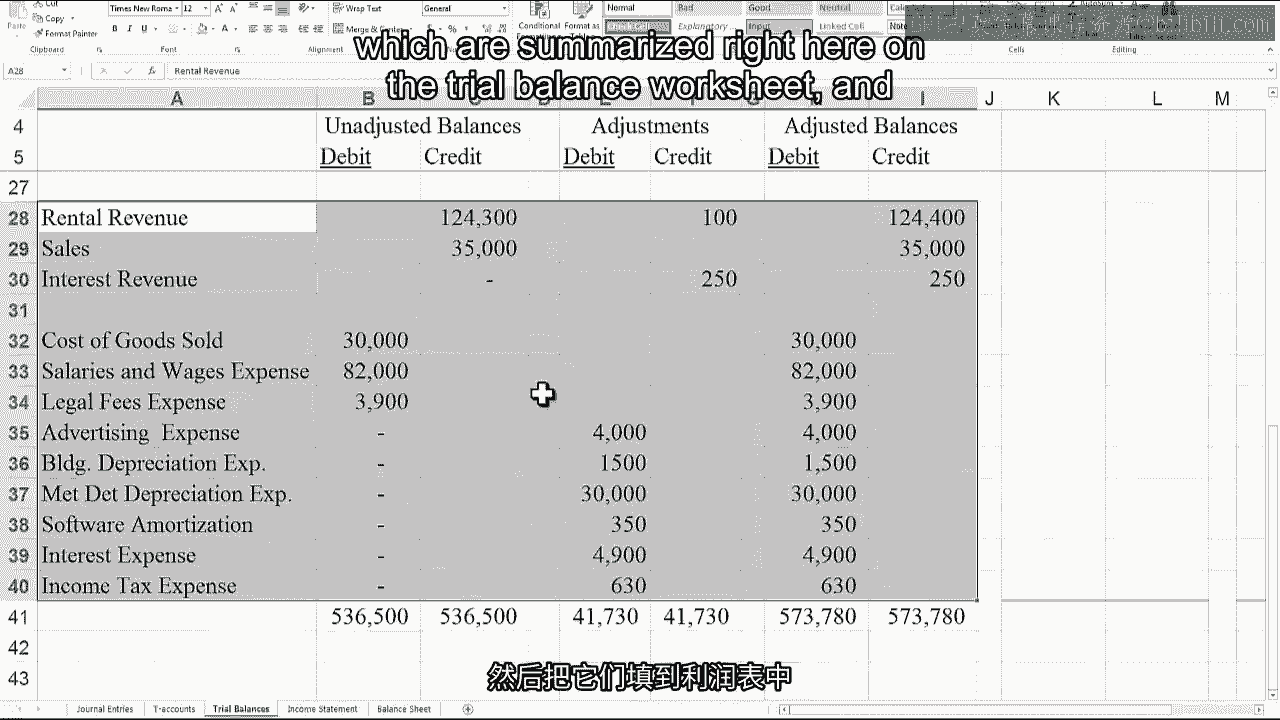 Cut
Copy
Format Painter
Clipboard
Times New Roma 12
Font
Wrap Text
Merge & Center
Alignment
General
Conditional Format as
Normal Bad Good Neutral
Explanatory Input Linked Cell
Cells
Editing
which are summarized right here on
the trial balance worksheet, and
A28 Rental Revenue
A B I J K L M
4 Unadjusted Balances Adjustments Adjusted Balances
5 Debit Credit Debit Credit Debit Credit
27
28 Rental Revenue 124,300 100 124,400
29 Sales 35,000 35,000
30 Interest Revenue - 250 250
31
32 Cost of Goods Sold 30,000 30,000
33 Salaries and Wages Expense 82,000 82,000
34 Legal Fees Expense 3,900 3,900
35 Advertising Expense - 4,000 4,000
36 Bldg. Depreciation Exp. - 1500 1,500
37 Met Det Depreciation Exp. - 30,000 30,000
38 Software Amortization - 350 350
39 Interest Expense - 4,900 4,900
40 Income Tax Expense - 630 630
41 536,500 536,500 41,730 41,730 573,780 573,780
42
43
然后把它们填到利润表中
Journal Entries T-accounts Trial Balances Income Statement Balance Sheet